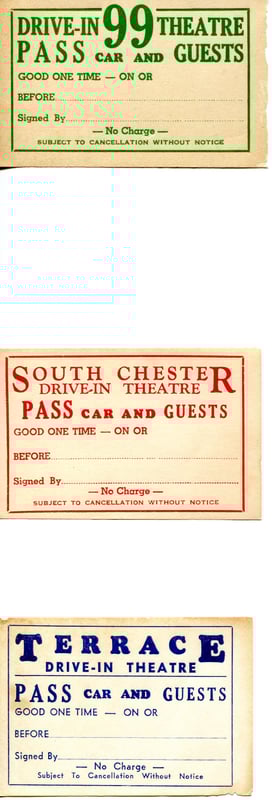 DRIVE-IN 99 THEATRE
PASS CAR AND GUESTS
GOOD ONE TIME — ON OR
BEFORE
Signed By
— No Charge —
SUBJECT TO CANCELLATION WITHOUT NOTICE
SOUTH CHESTER
DRIVE-IN THEATRE
PASS CAR AND GUESTS
GOOD ONE TIME — ON OR
BEFORE
Signed By
— No Charge —
SUBJECT TO CANCELLATION WITHOUT NOTICE
TERRACE
DRIVE-IN THEATRE
PASS CAR AND GUESTS
GOOD ONE TIME — ON OR
BEFORE
Signed By
— No Charge —
Subject To Cancellation Without Notice